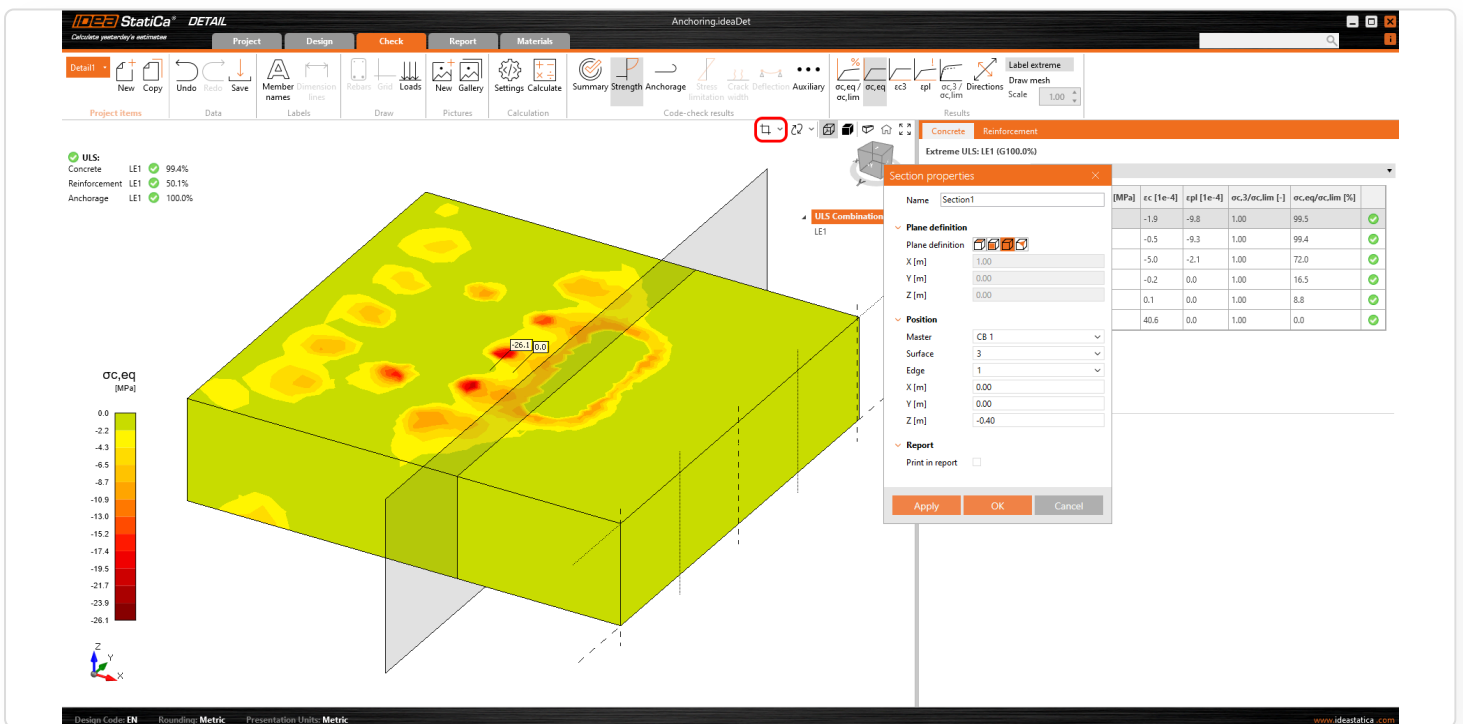 IDEA StatiCa® DETAIL
Calculate yesterday's estimates
Anchoring.ideaDet
Project Design Check Report Materials
Detail1
New Copy
Undo Redo Save
Member names
Dimension lines
Rebars Grid Loads
New Gallery
Settings Calculate
Summary Strength Anchorage Stress limitation Crack width Deflection Auxiliary
σc,eq / σc,lim
σc,eq
εc3
εpl
σc,3 / σc,lim
Directions
Label extreme
Draw mesh
Scale 1.00
Project items Data Labels Draw Pictures Calculation Code-check results Results
ULS:
Concrete LE1 99.4%
Reinforcement LE1 50.1%
Anchorage LE1 100.0%
ULS Combination
LE1
-26.1 0.0
σc,eq
[MPa]
0.0
-2.2
-4.3
-6.5
-8.7
-10.9
-13.0
-15.2
-17.4
-19.5
-21.7
-23.9
-26.1
Z
Y
X
Concrete Reinforcement
Extreme ULS: LE1 (G100.0%)
[MPa] εc [1e-4] εpl [1e-4] σc,3/σc,lim [-] σc,eq/σc,lim [%]
-1.9 -9.8 1.00 99.5
-0.5 -9.3 1.00 99.4
-5.0 -2.1 1.00 72.0
-0.2 0.0 1.00 16.5
0.1 0.0 1.00 8.8
40.6 0.0 1.00 0.0
Section properties
Name Section1
Plane definition
Plane definition
X [m] 1.00
Y [m] 0.00
Z [m] 0.00
Position
Master CB 1
Surface 3
Edge 1
X [m] 0.00
Y [m] 0.00
Z [m] -0.40
Report
Print in report
Apply OK Cancel
Design Code: EN Rounding: Metric Presentation Units: Metric
www.ideastatica.com